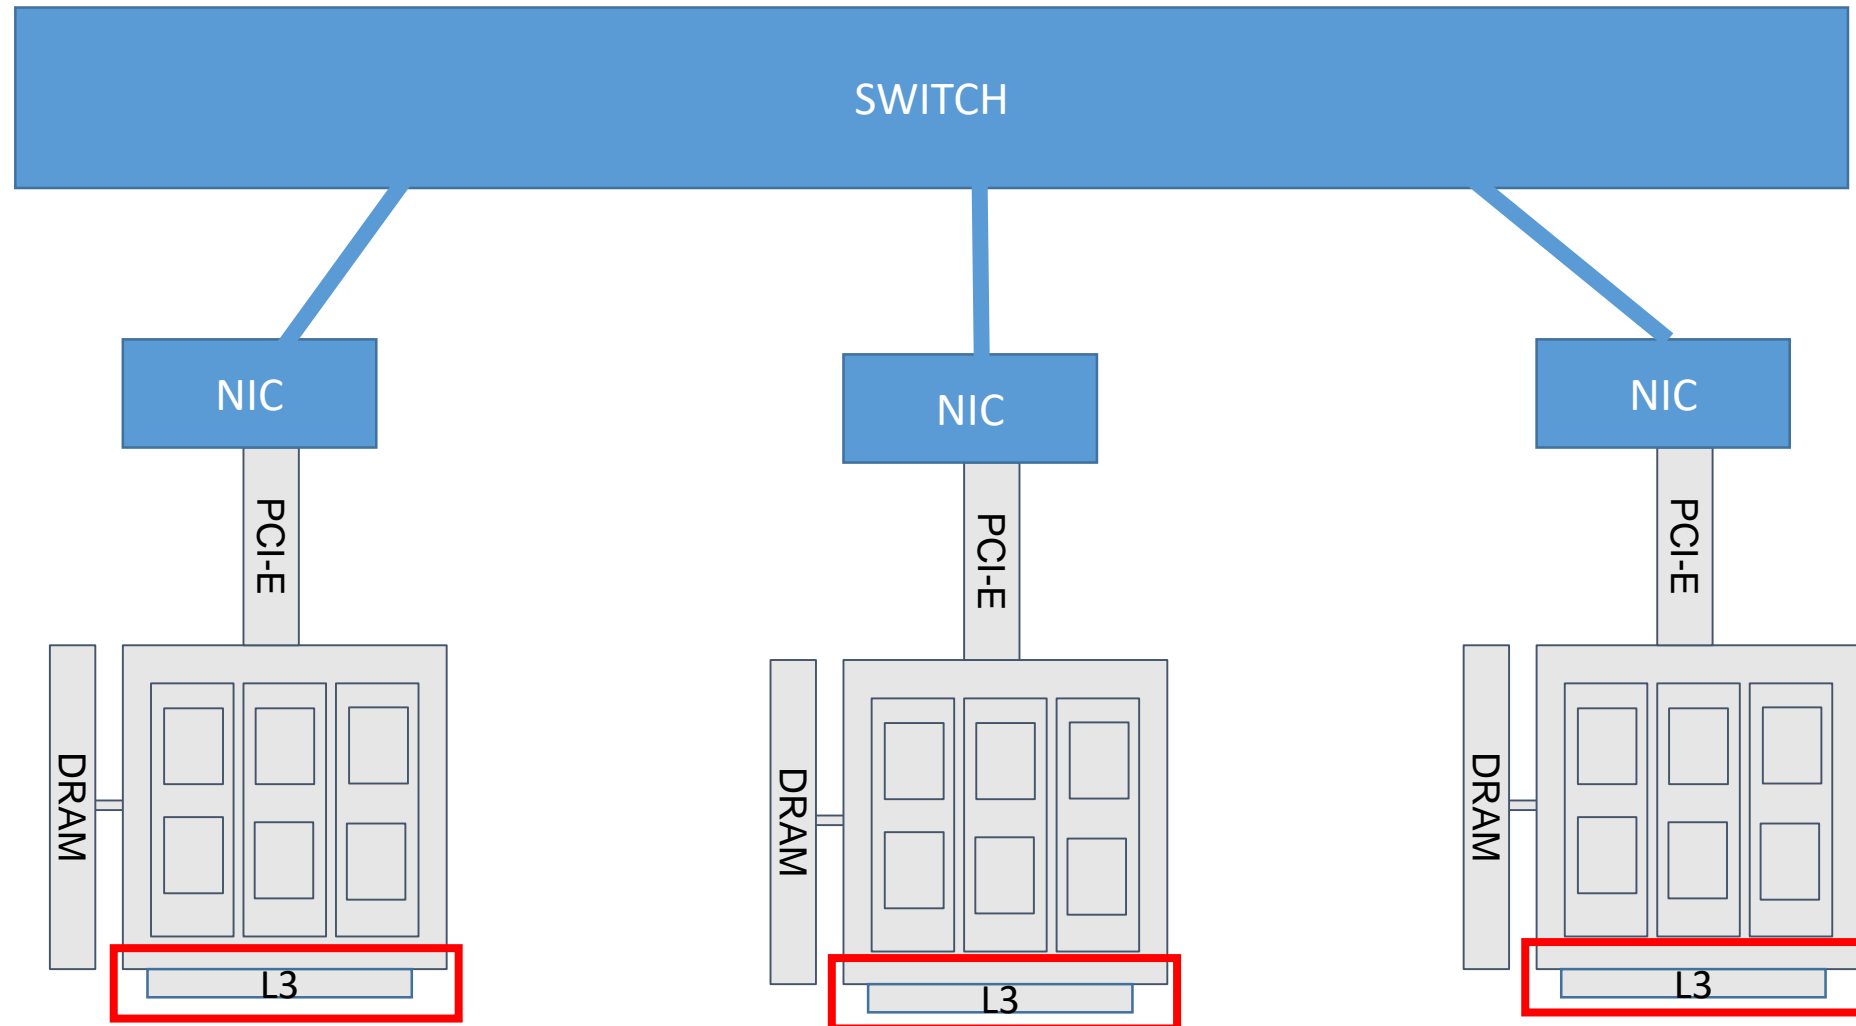 SWITCH
NIC
NIC
NIC
PCI-E
PCI-E
PCI-E
DRAM
DRAM
DRAM
L3
L3
L3